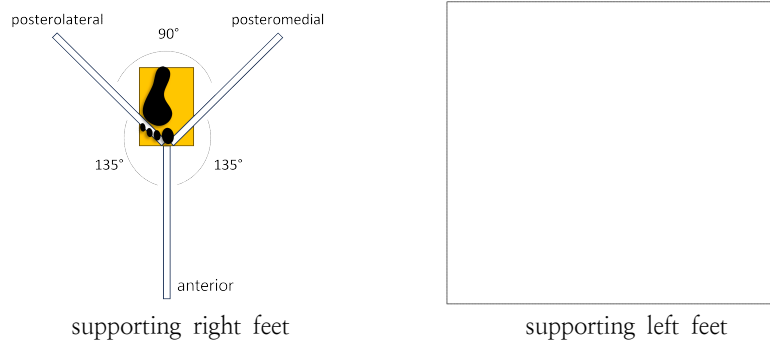 posterolateral
posteromedial
90°
135°
135°
anterior
supporting right feet
supporting left feet